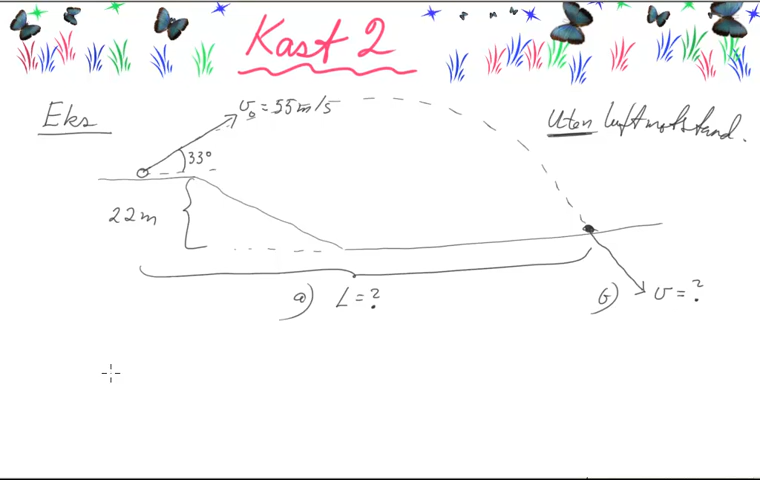 Kast 2
Eks
v₀ = 55 m/s
Uten luftmotstand.
33°
22 m
a) L = ?
b) v = ?